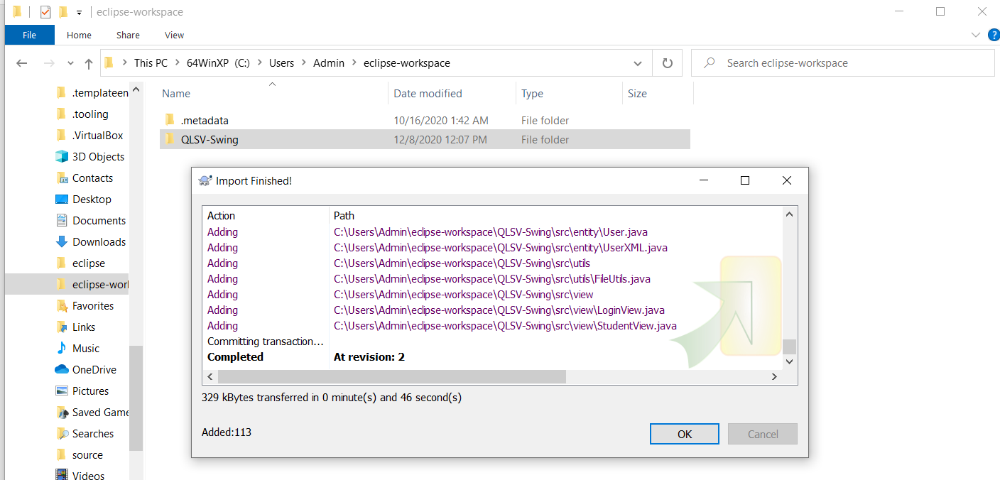 eclipse-workspace
File Home Share View
This PC 64WinXP (C:) Users Admin eclipse-workspace
Search eclipse-workspace
.templateen
.tooling
.VirtualBox
3D Objects
Contacts
Desktop
Documents
Downloads
eclipse
eclipse-work
Favorites
Links
Music
OneDrive
Pictures
Saved Game
Searches
source
Videos
Name Date modified Type Size
.metadata 10/16/2020 1:42 AM File folder
QLSV-Swing 12/8/2020 12:07 PM File folder
Import Finished!
Action Path
Adding C:\Users\Admin\eclipse-workspace\QLSV-Swing\src\entity\User.java
Adding C:\Users\Admin\eclipse-workspace\QLSV-Swing\src\entity\UserXML.java
Adding C:\Users\Admin\eclipse-workspace\QLSV-Swing\src\utils
Adding C:\Users\Admin\eclipse-workspace\QLSV-Swing\src\utils\FileUtils.java
Adding C:\Users\Admin\eclipse-workspace\QLSV-Swing\src\view
Adding C:\Users\Admin\eclipse-workspace\QLSV-Swing\src\view\LoginView.java
Adding C:\Users\Admin\eclipse-workspace\QLSV-Swing\src\view\StudentView.java
Committing transaction...
Completed At revision: 2
329 kBytes transferred in 0 minute(s) and 46 second(s)
Added:113
OK Cancel